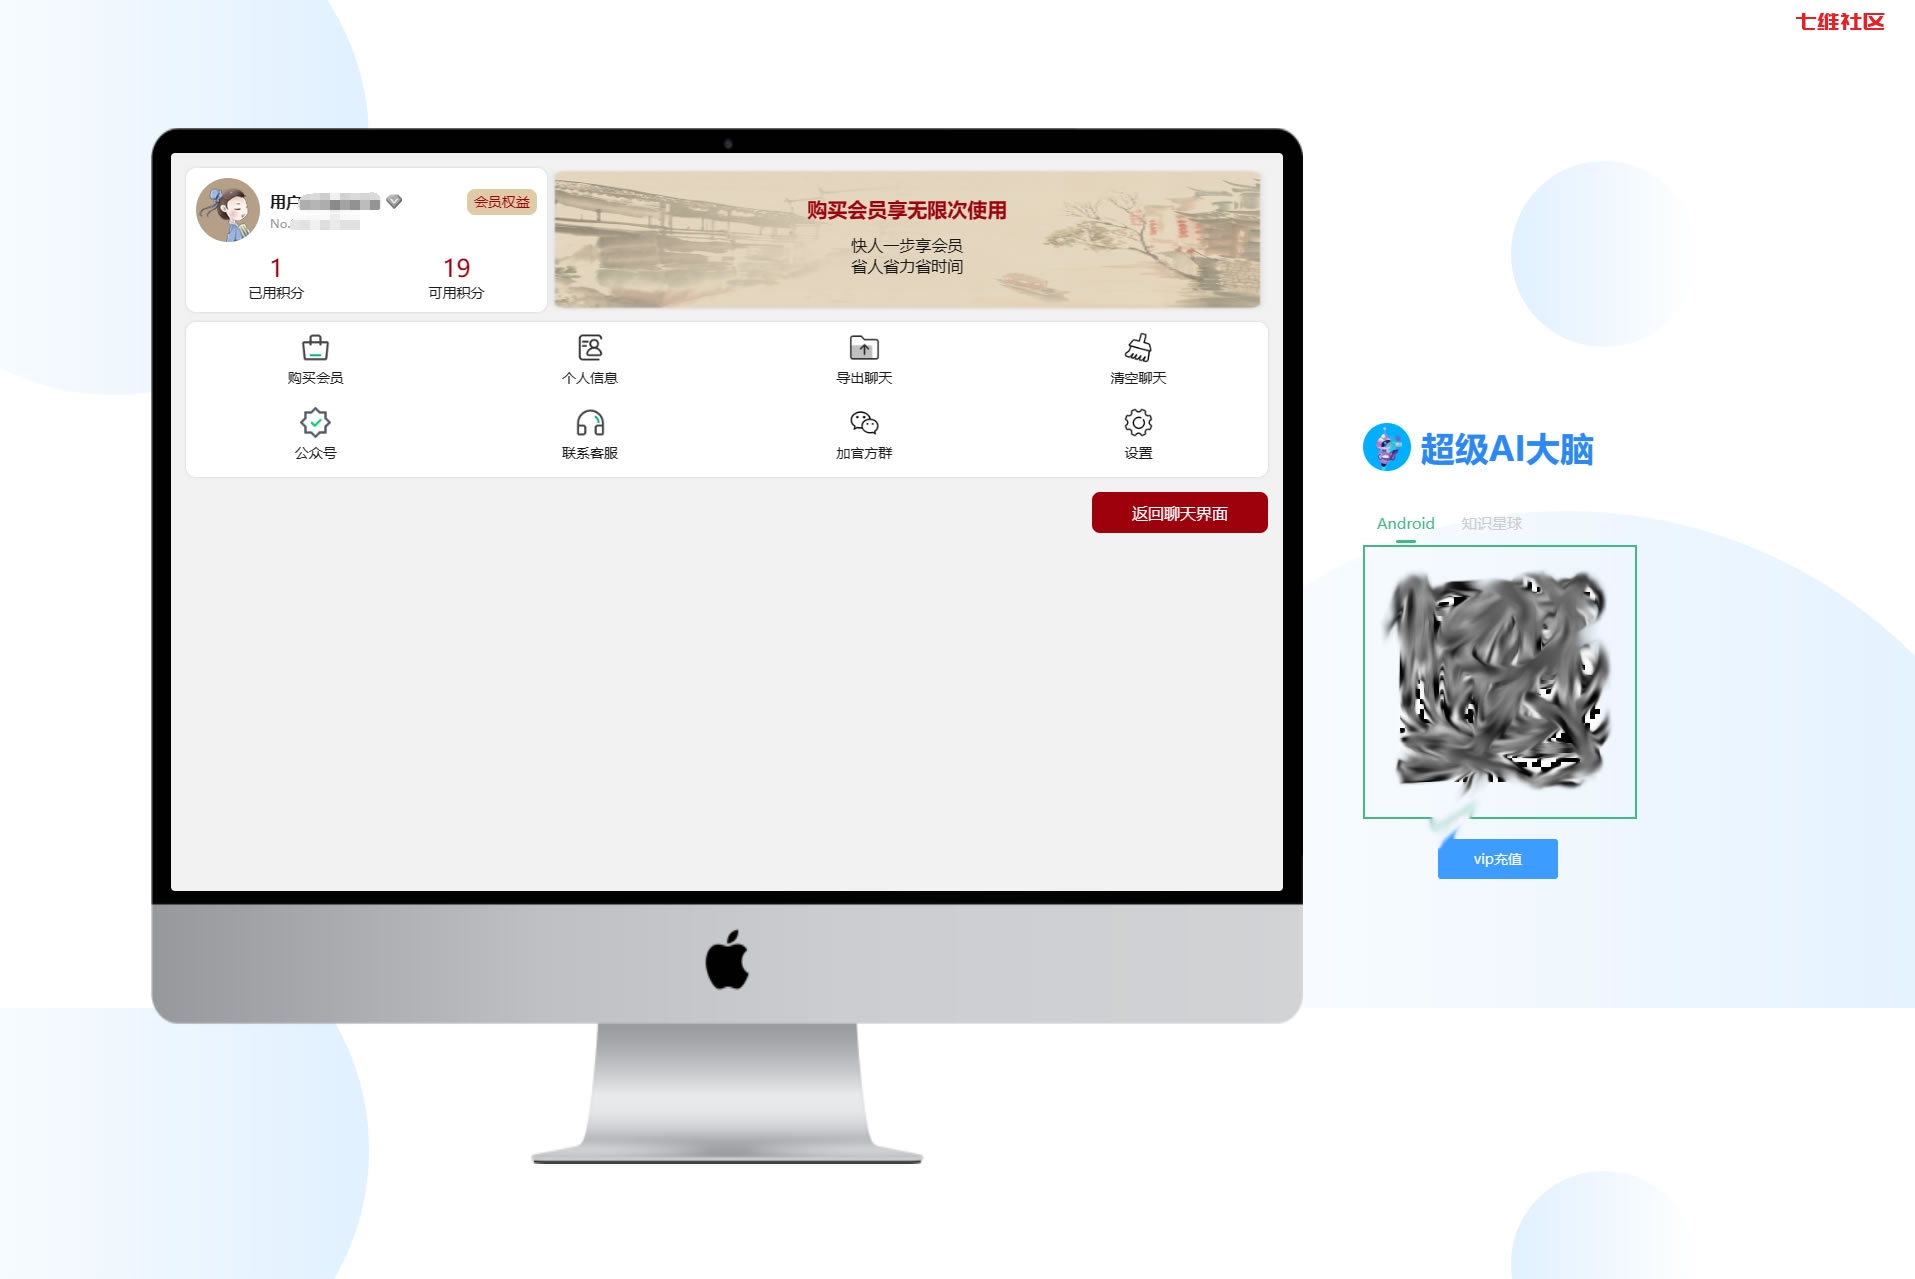 七维社区
用户
No.
会员权益
1
19
已用积分
可用积分
购买会员享无限次使用
快人一步享会员
省人省力省时间
购买会员
个人信息
导出聊天
清空聊天
公众号
联系客服
加官方群
设置
返回聊天界面
超级AI大脑
Android
知识星球
vip充值